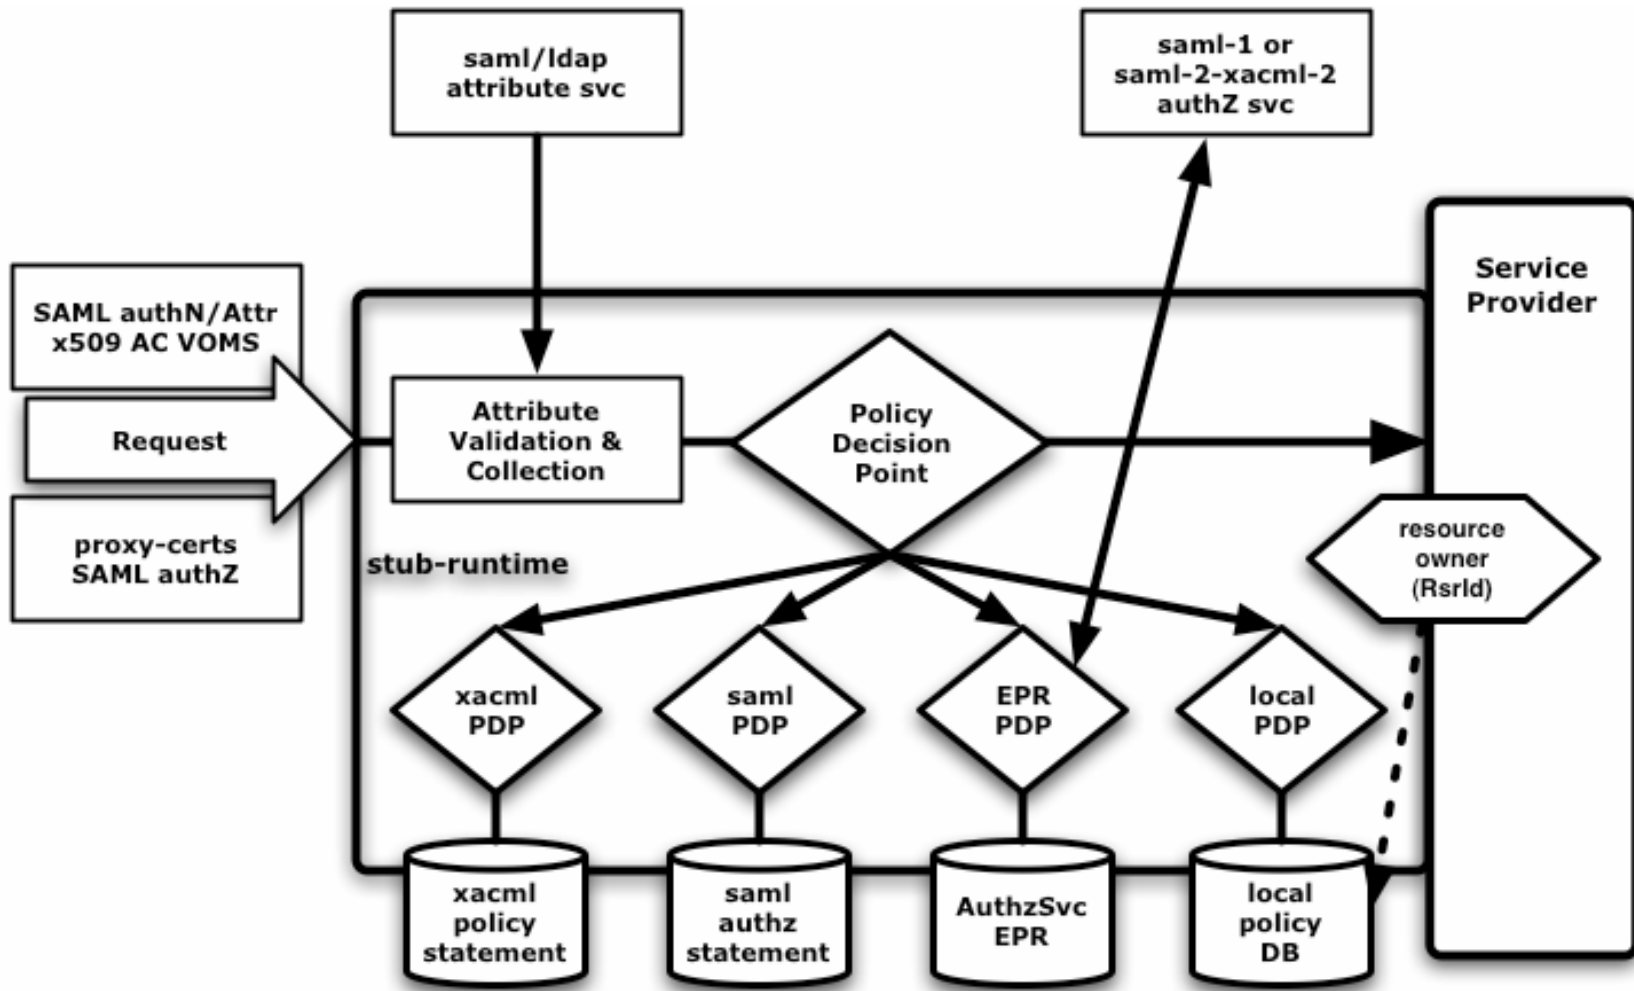 saml/ldap
attribute svc
saml-1 or
saml-2-xacml-2
authZ svc
Service
Provider
SAML authN/Attr
x509 AC VOMS
Request
proxy-certs
SAML authZ
Attribute
Validation &
Collection
Policy
Decision
Point
stub-runtime
resource
owner
(RsrId)
xacml
PDP
saml
PDP
EPR
PDP
local
PDP
xacml
policy
statement
saml
authz
statement
AuthzSvc
EPR
local
policy
DB